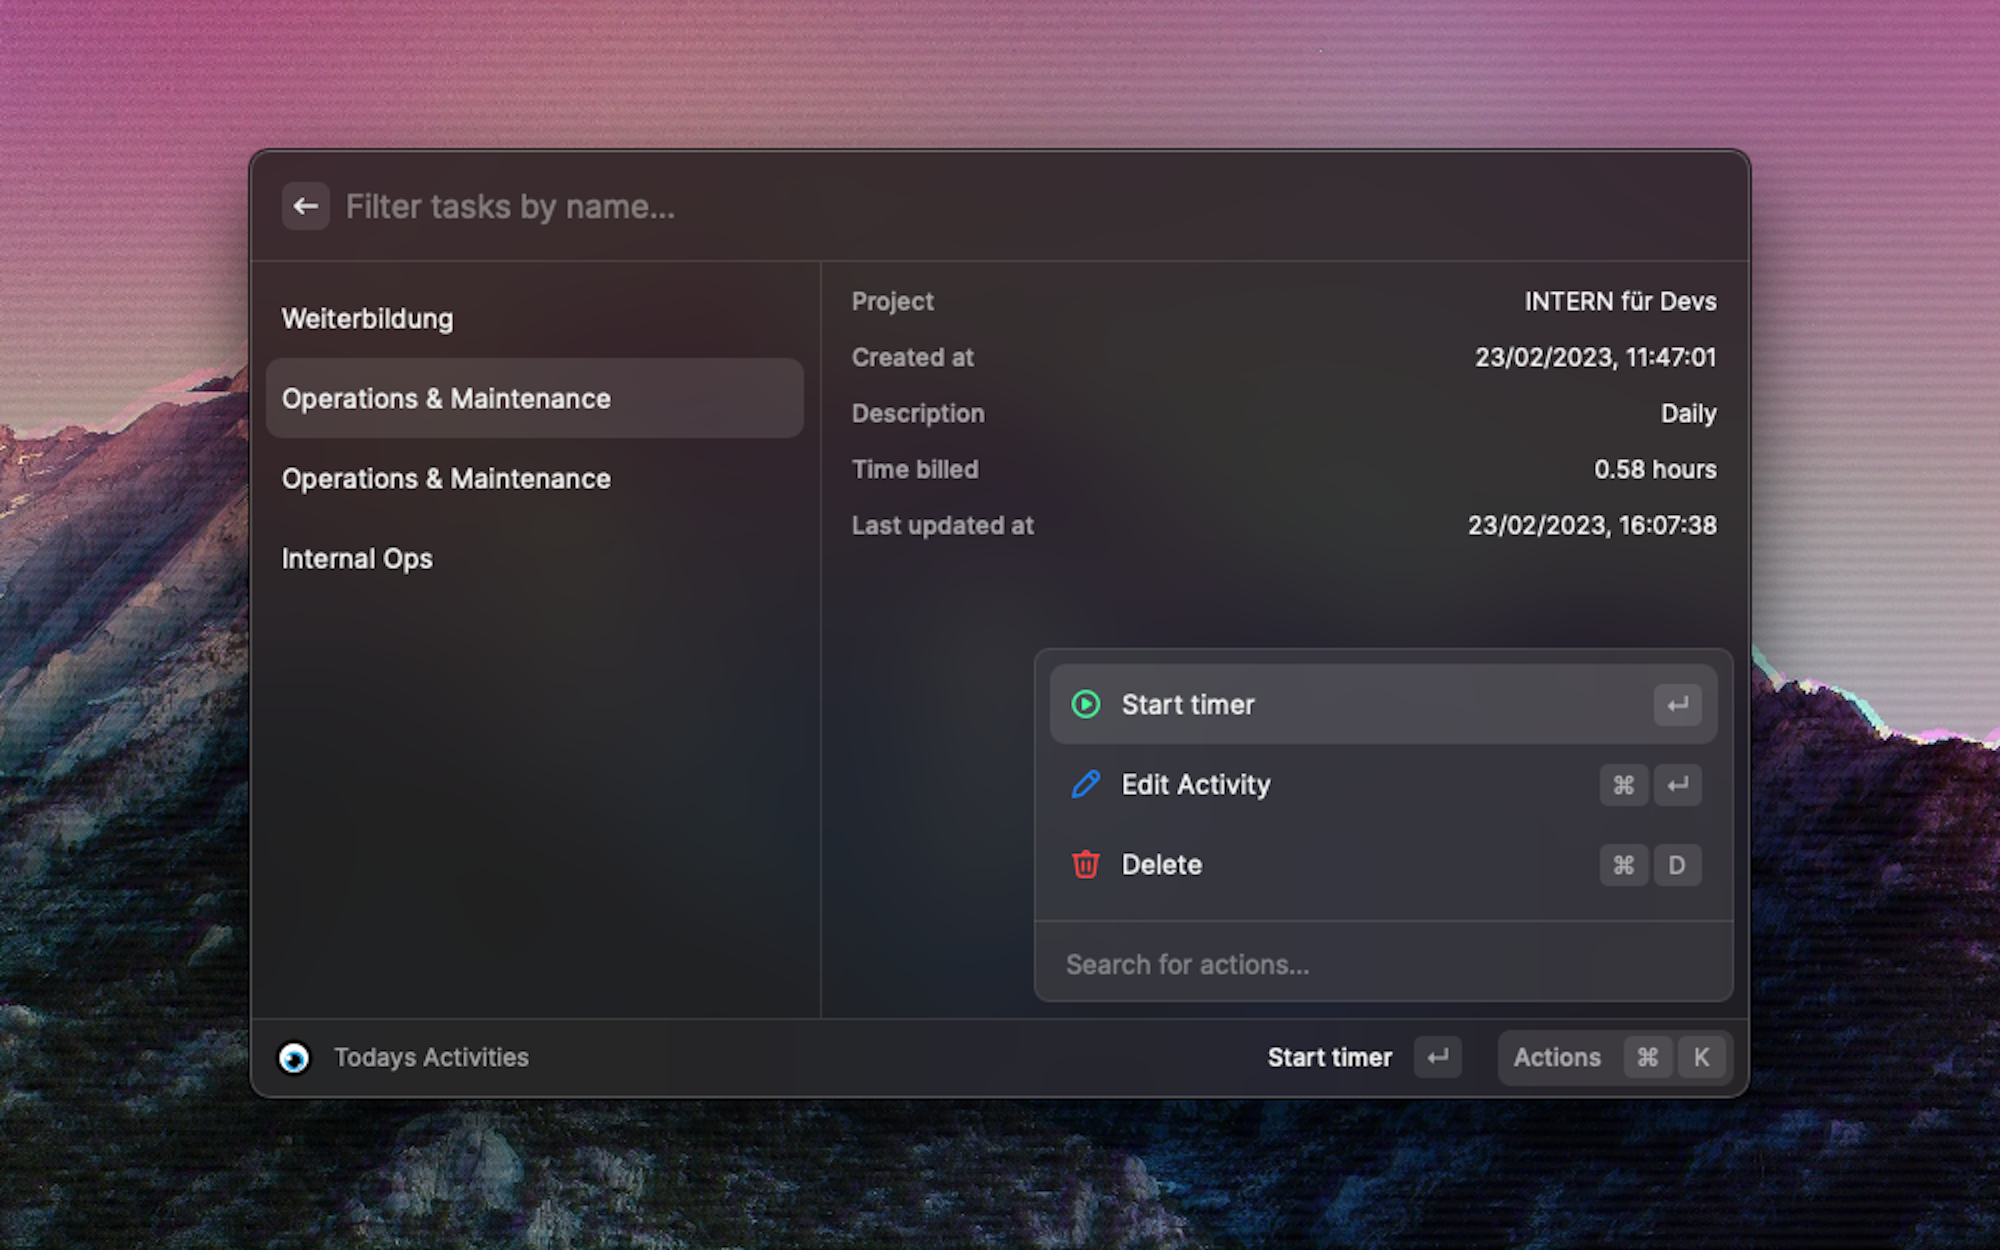 Filter tasks by name...
Weiterbildung
Operations & Maintenance
Operations & Maintenance
Internal Ops
Project INTERN für Devs
Created at 23/02/2023, 11:47:01
Description Daily
Time billed 0.58 hours
Last updated at 23/02/2023, 16:07:38
Start timer ↵
Edit Activity ⌘ ↵
Delete ⌘ D
Search for actions...
Todays Activities Start timer ↵ Actions ⌘ K